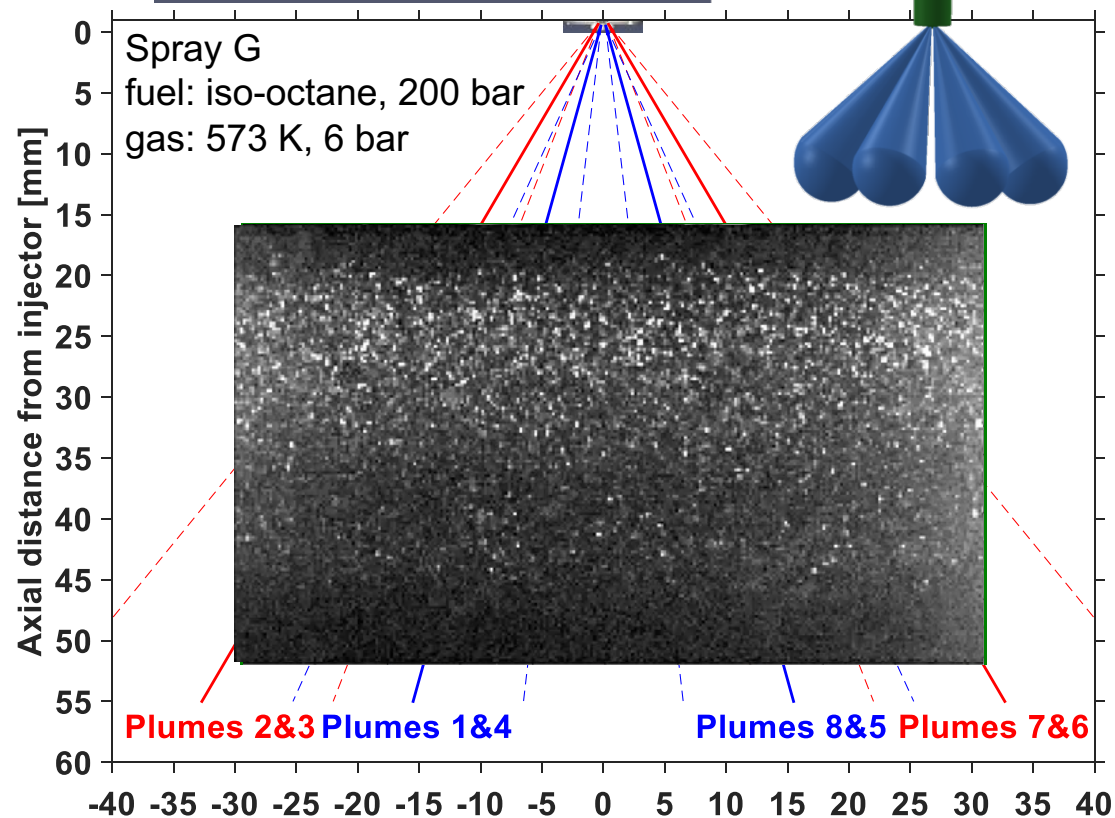 Spray G
fuel: iso-octane, 200 bar
gas: 573 K, 6 bar
Axial distance from injector [mm]
0
5
10
15
20
25
30
35
40
45
50
55
60
Plumes 2&3 Plumes 1&4 Plumes 8&5 Plumes 7&6
-40 -35 -30 -25 -20 -15 -10 -5 0 5 10 15 20 25 30 35 40